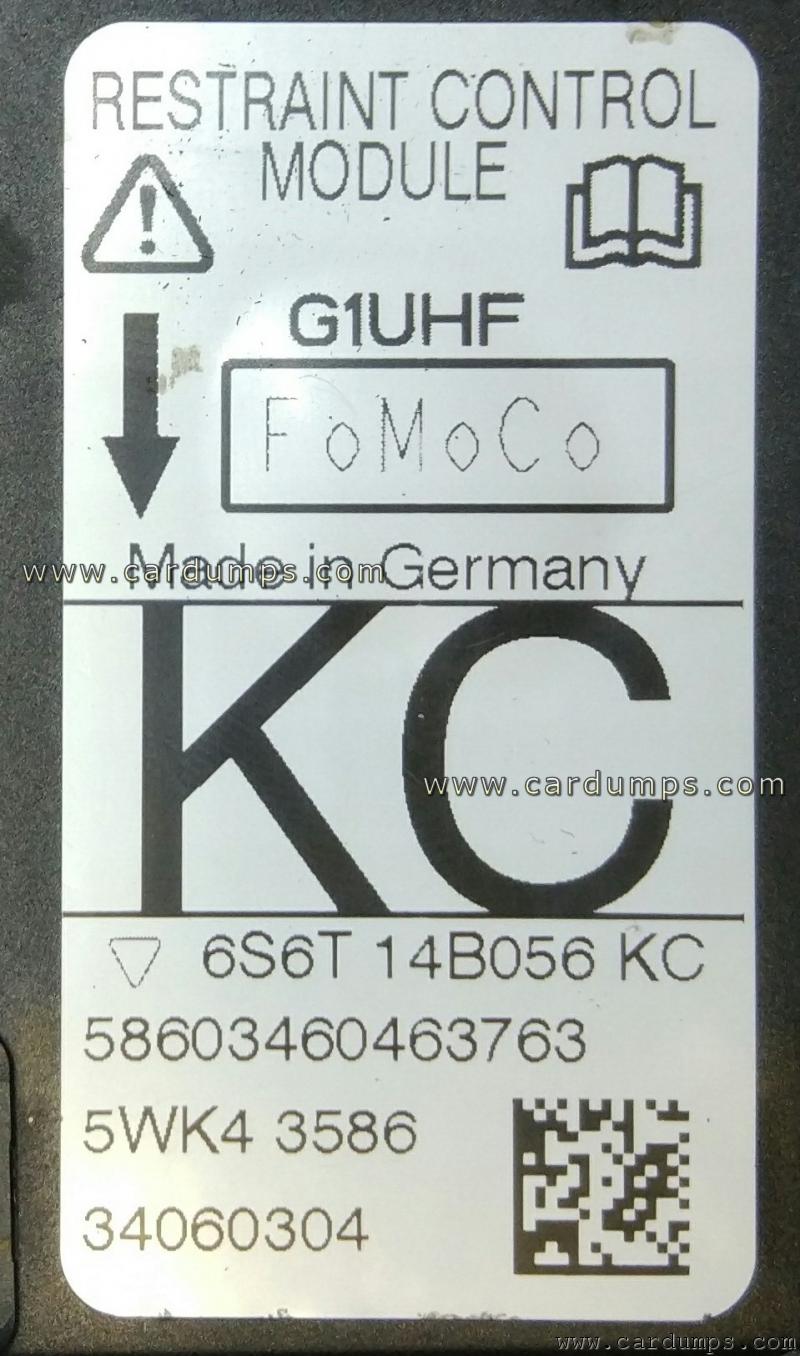 RESTRAINT CONTROL
MODULE
G1UHF
FoMoCo
Made in Germany
www.cardumps.com
KC
www.cardumps.com
6S6T 14B056 KC
58603460463763
5WK4 3586
34060304
www.cardumps.com